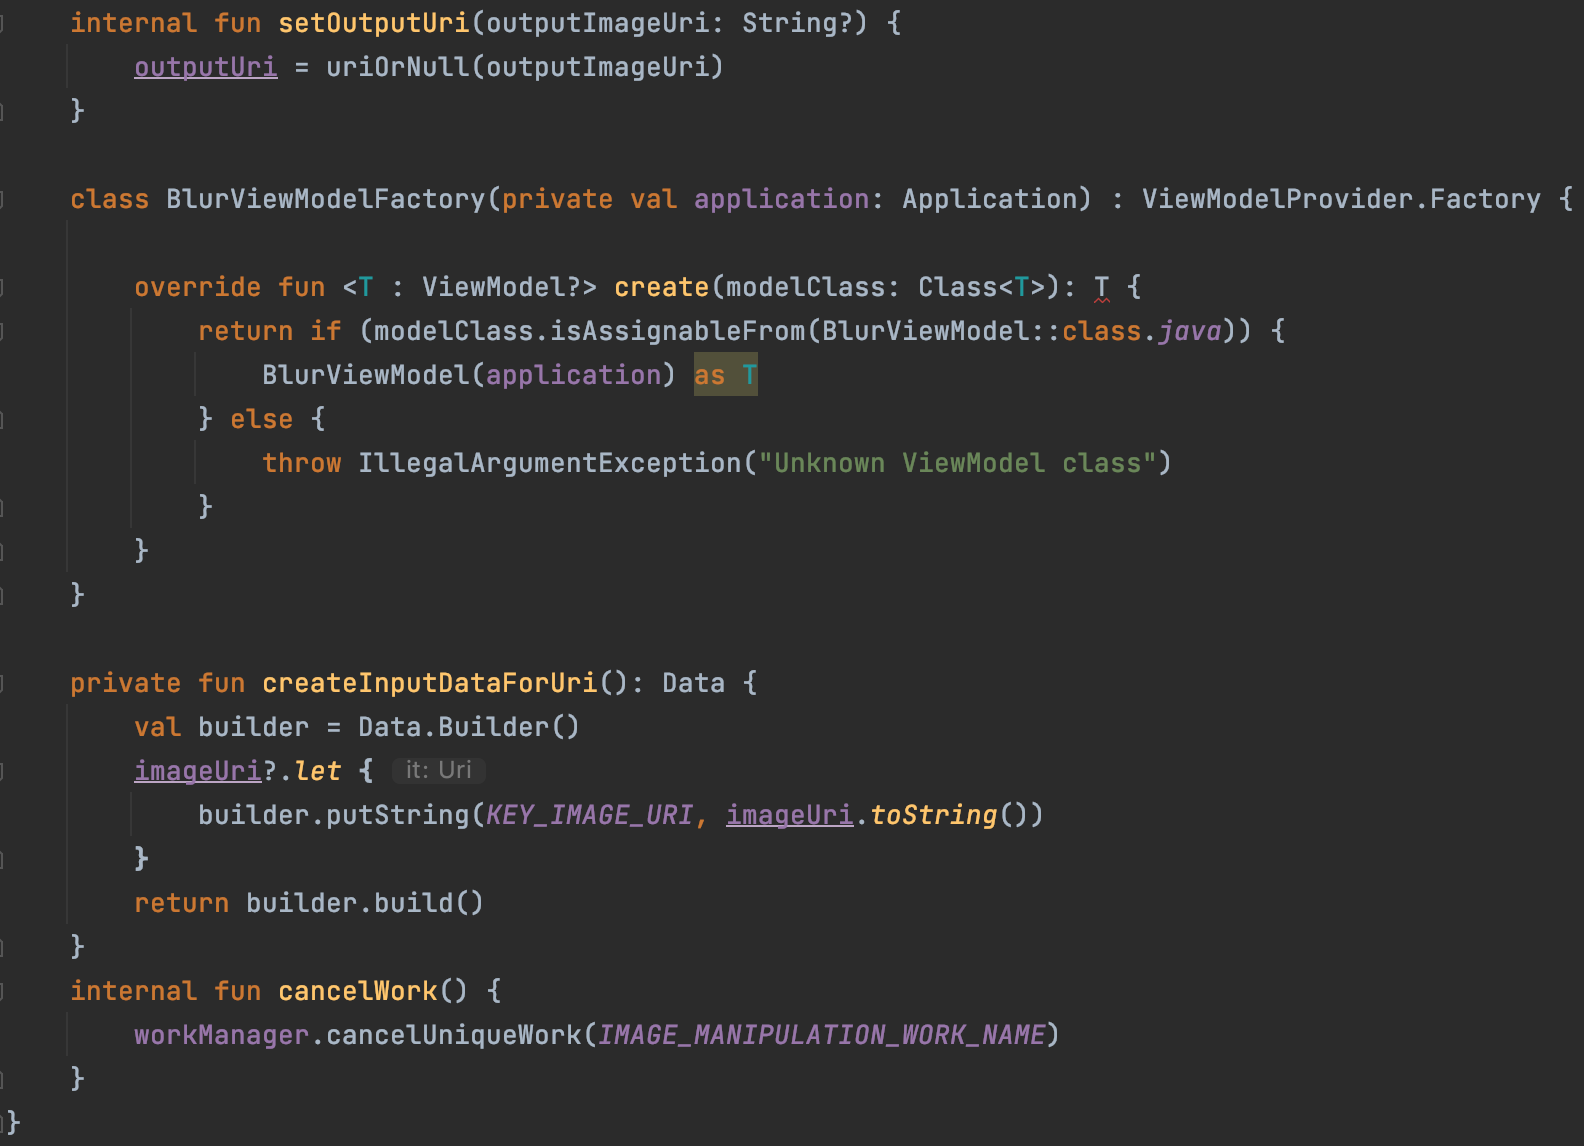 internal fun setOutputUri(outputImageUri: String?) {
outputUri = uriOrNull(outputImageUri)
}
class BlurViewModelFactory(private val application: Application) : ViewModelProvider.Factory {
override fun <T : ViewModel?> create(modelClass: Class<T>): T {
return if (modelClass.isAssignableFrom(BlurViewModel::class.java)) {
BlurViewModel(application) as T
} else {
throw IllegalArgumentException("Unknown ViewModel class")
}
}
}
private fun createInputDataForUri(): Data {
val builder = Data.Builder()
imageUri?.let { it: Uri
builder.putString(KEY_IMAGE_URI, imageUri.toString())
}
return builder.build()
}
internal fun cancelWork() {
workManager.cancelUniqueWork(IMAGE_MANIPULATION_WORK_NAME)
}
}